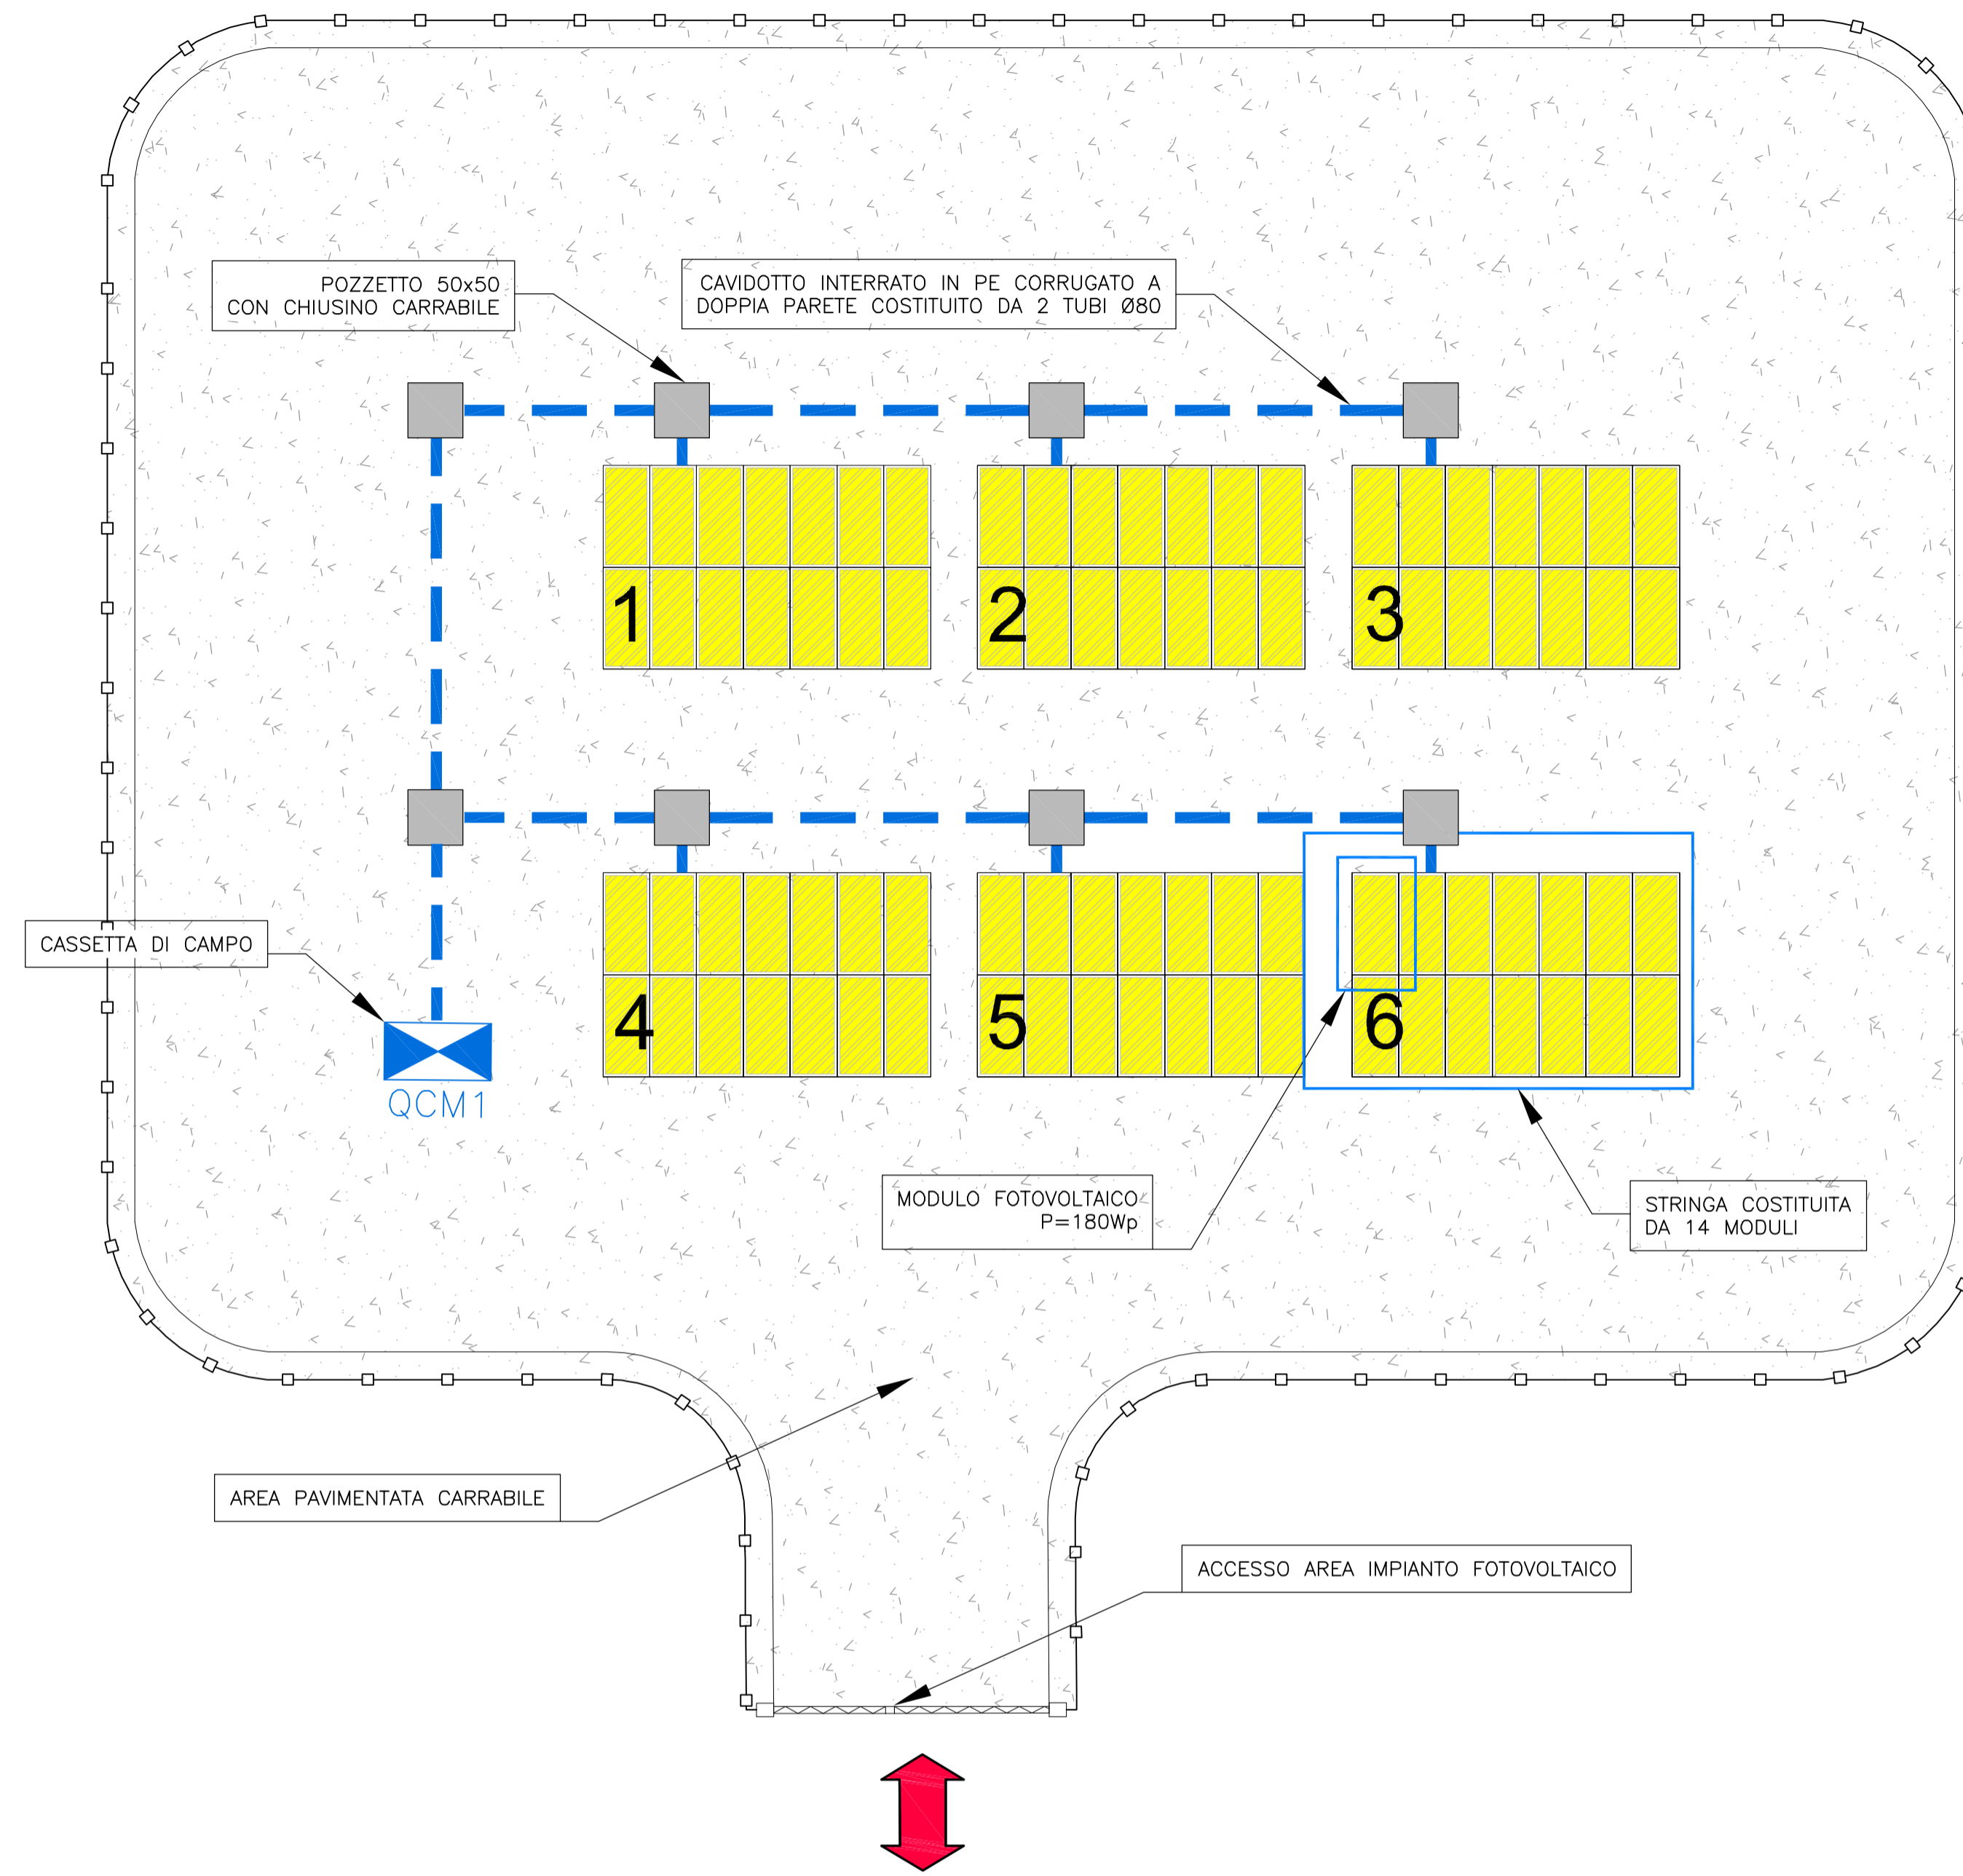 POZZETTO 50x50
CON CHIUSINO CARRABILE
CAVIDOTTO INTERRATO IN PE CORRUGATO A
DOPPIA PARETE COSTITUITO DA 2 TUBI Ø80
1
2
3
CASSETTA DI CAMPO
4
5
6
QCM1
MODULO FOTOVOLTAICO
P=180Wp
STRINGA COSTITUITA
DA 14 MODULI
AREA PAVIMENTATA CARRABILE
ACCESSO AREA IMPIANTO FOTOVOLTAICO